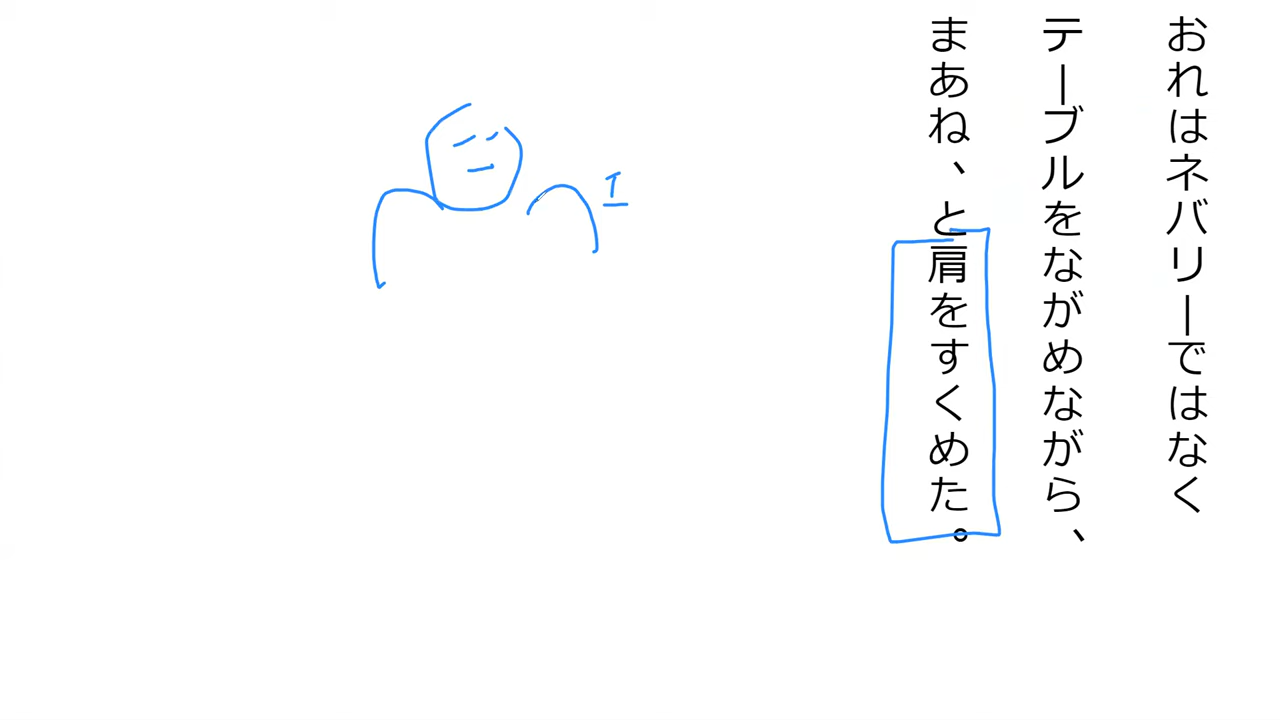 おれはネバリーではなく
テーブルをながめながら、
まあね、と肩をすくめた。